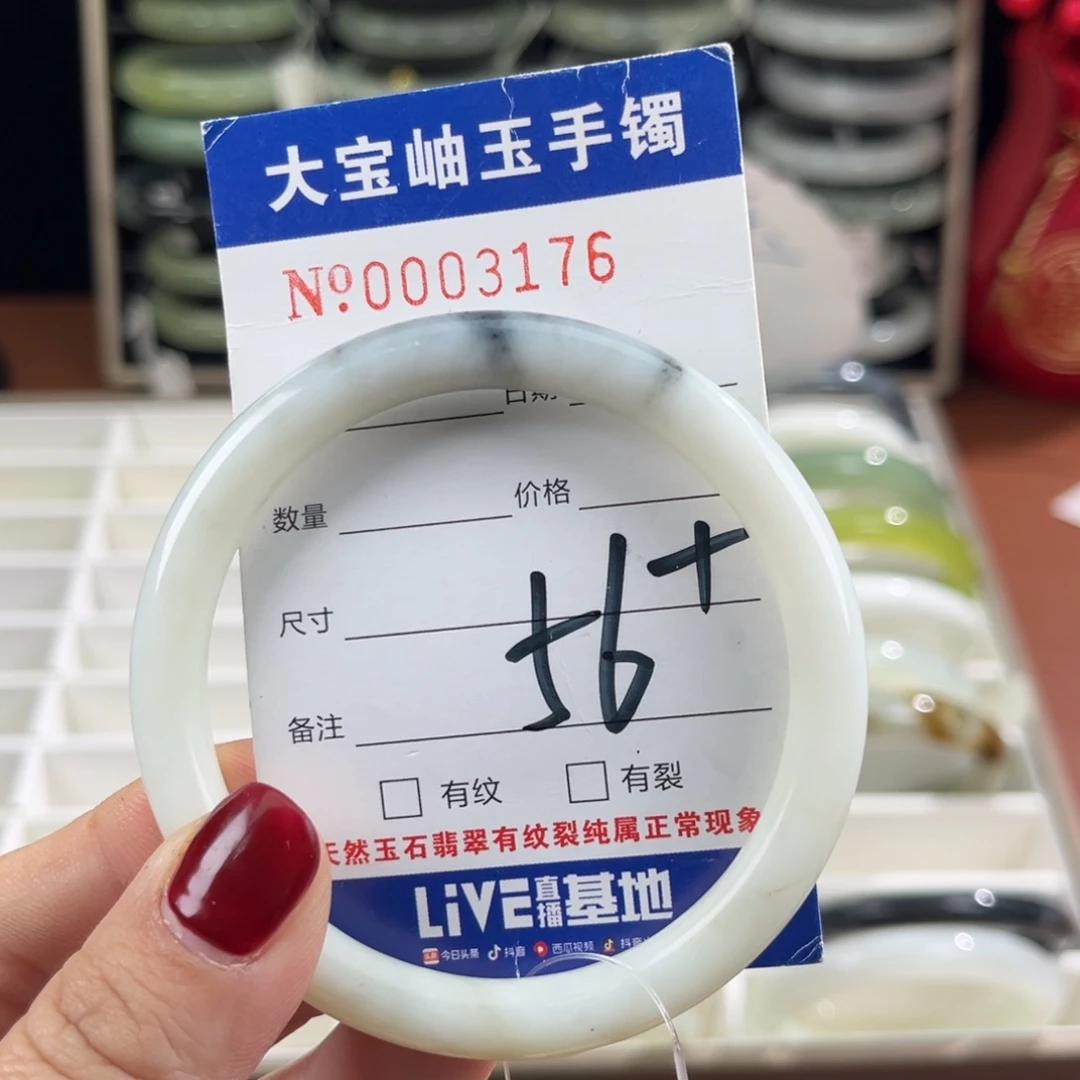 大宝岫玉手镯
Nº0003176
日期
数量 价格
56+
尺寸
备注
有纹 有裂
天然玉石翡翠有纹裂纯属正常现象
LiVE直播基地
今日头条 抖音 西瓜视频 抖音